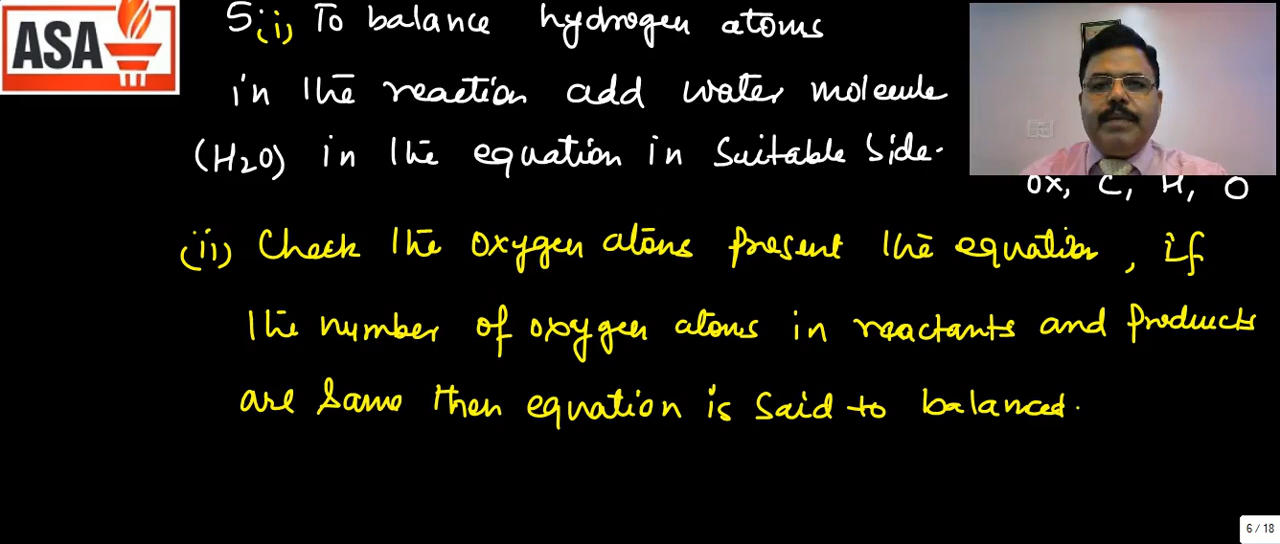 ASA
5.(i) To balance hydrogen atoms
in the reaction add water molecule
(H2O) in the equation in suitable side.
Ox, C, H, O
(ii) Check the oxygen atoms present the equation, if
the number of oxygen atoms in reactants and products
are same then equation is said to balanced.
6 / 18